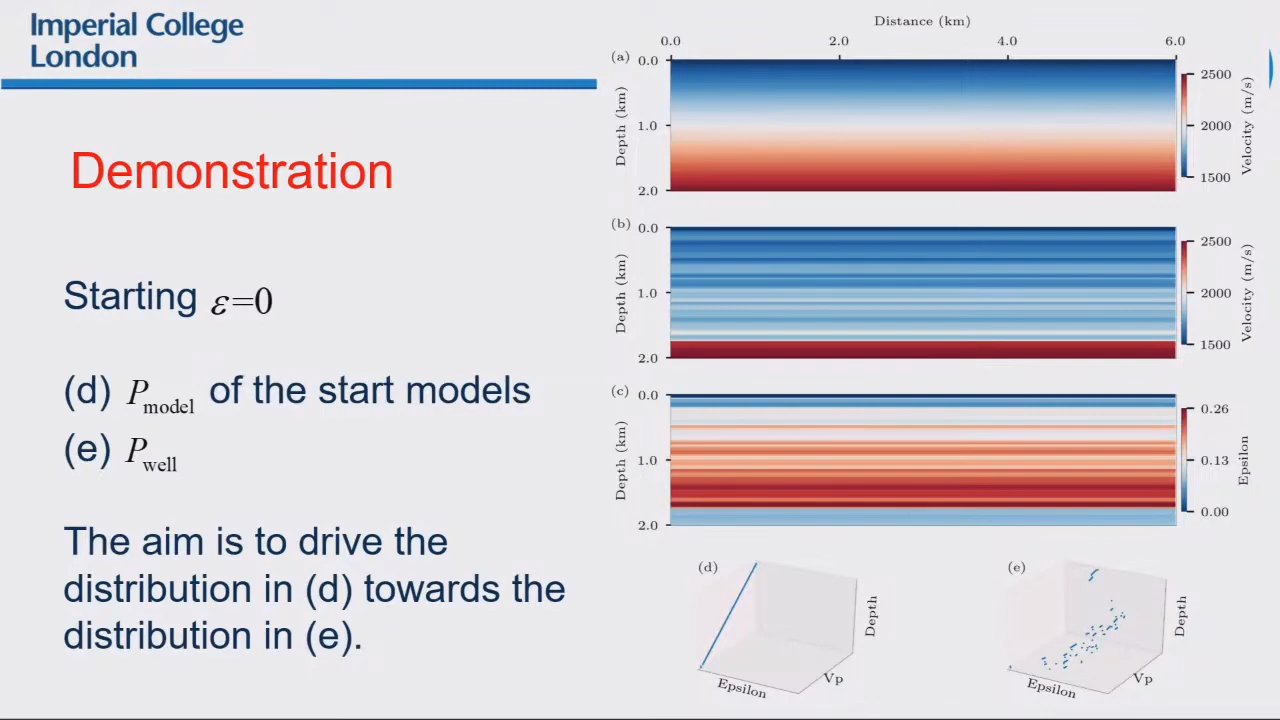 Imperial College
London
Demonstration
Starting ε=0
(d) Pmodel of the start models
(e) Pwell
The aim is to drive the
distribution in (d) towards the
distribution in (e).
Distance (km)
0.0 2.0 4.0 6.0
(a)
0.0
1.0
2.0
Depth (km)
2500
2000
1500
Velocity (m/s)
(b)
0.0
1.0
2.0
Depth (km)
2500
2000
1500
Velocity (m/s)
(c)
0.0
1.0
2.0
Depth (km)
0.26
0.13
0.00
Epsilon
(d)
Depth
Vp
Epsilon
(e)
Depth
Vp
Epsilon